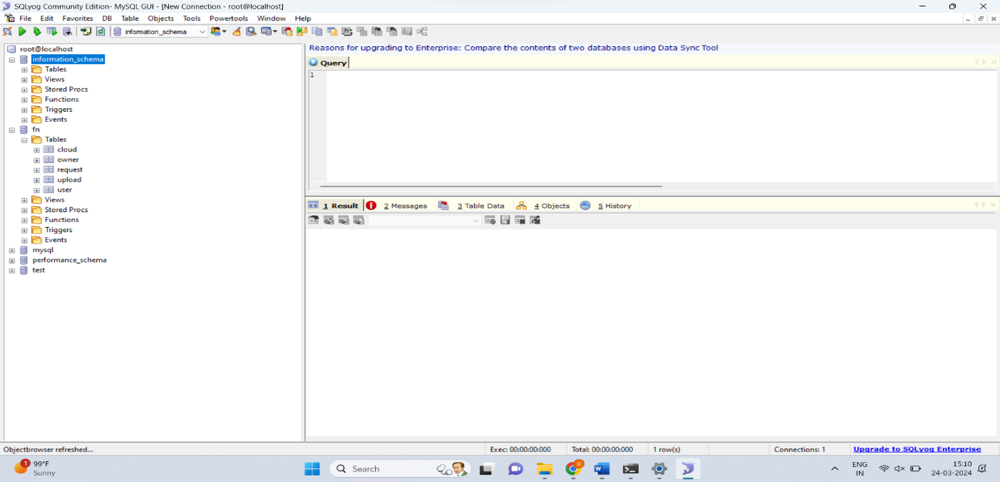 SQLyog Community Edition- MySQL GUI - [New Connection - root@localhost]
File Edit Favorites DB Table Objects Tools Powertools Window Help
information_schema
root@localhost
information_schema
Tables
Views
Stored Procs
Functions
Triggers
Events
fn
Tables
cloud
owner
request
upload
user
Views
Stored Procs
Functions
Triggers
Events
mysql
performance_schema
test
Reasons for upgrading to Enterprise: Compare the contents of two databases using Data Sync Tool
Query
1
1 Result 2 Messages 3 Table Data 4 Objects 5 History
Objectbrowser refreshed... Exec: 00:00:00:000 Total: 00:00:00:000 1 row(s) Connections: 1 Upgrade to SQLyog Enterprise
1 99°F
Sunny
Search
D
W
ENG
IN
15:10
24-03-2024